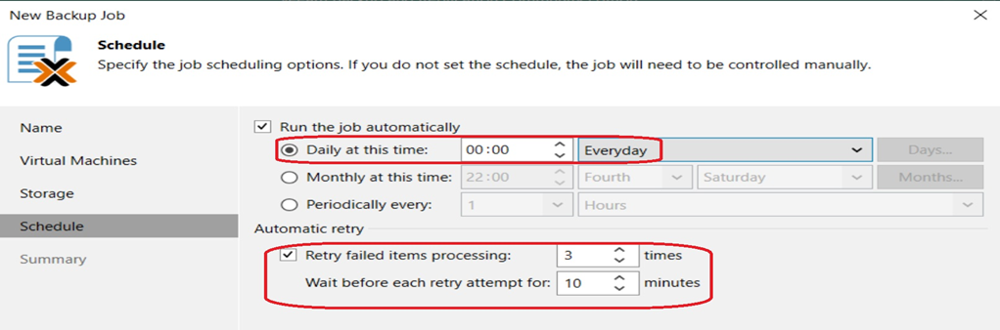 New Backup Job
Schedule
Specify the job scheduling options. If you do not set the schedule, the job will need to be controlled manually.
Name
Virtual Machines
Storage
Schedule
Summary
Run the job automatically
Daily at this time: 00:00 Everyday Days...
Monthly at this time: 22:00 Fourth Saturday Months...
Periodically every: 1 Hours
Automatic retry
Retry failed items processing: 3 times
Wait before each retry attempt for: 10 minutes